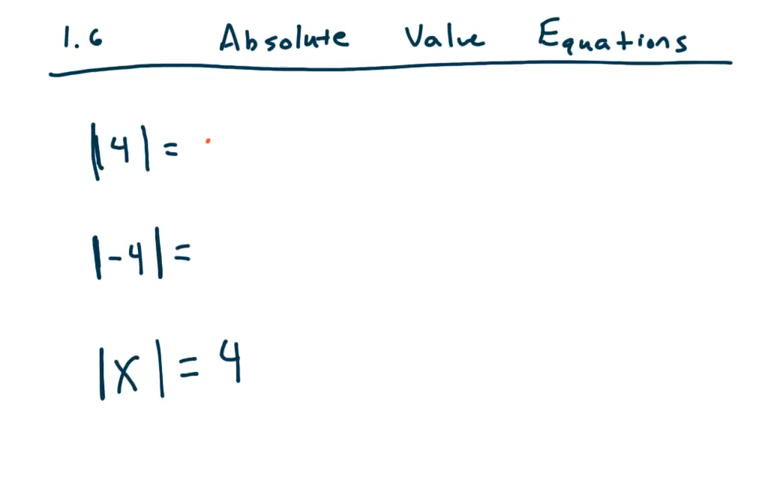 1.6 Absolute Value Equations
|4| =
|-4| =
|x| = 4